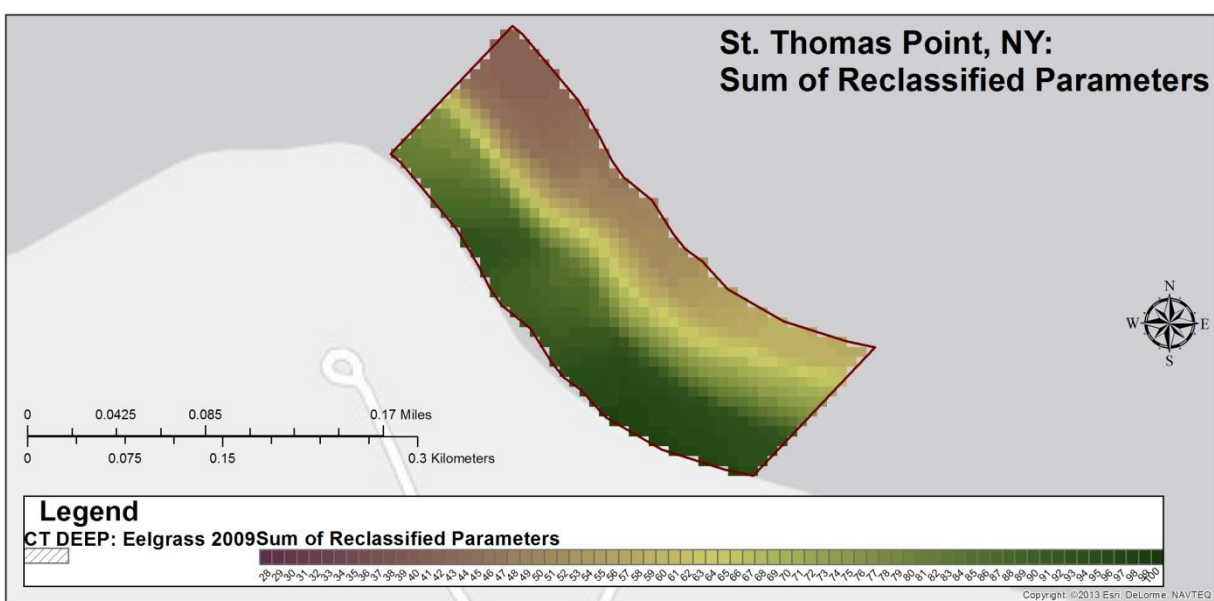 St. Thomas Point, NY:
Sum of Reclassified Parameters
N
W E
S
0 0.0425 0.085 0.17 Miles
0 0.075 0.15 0.3 Kilometers
Legend
CT DEEP: Eelgrass 2009 Sum of Reclassified Parameters
28 29 30 31 32 33 34 35 36 37 38 39 40 41 42 43 44 45 46 47 48 49 50 51 52 53 54 55 56 57 58 59 60 61 62 63 64 65 66 67 68 69 70 71 72 73 74 75 76 77 78 79 80 81 82 83 84 85 86 87 88 89 90 91 92 93 94 95 96 97 98 99 100
Copyright: ©2013 Esri, DeLorme, NAVTEQ